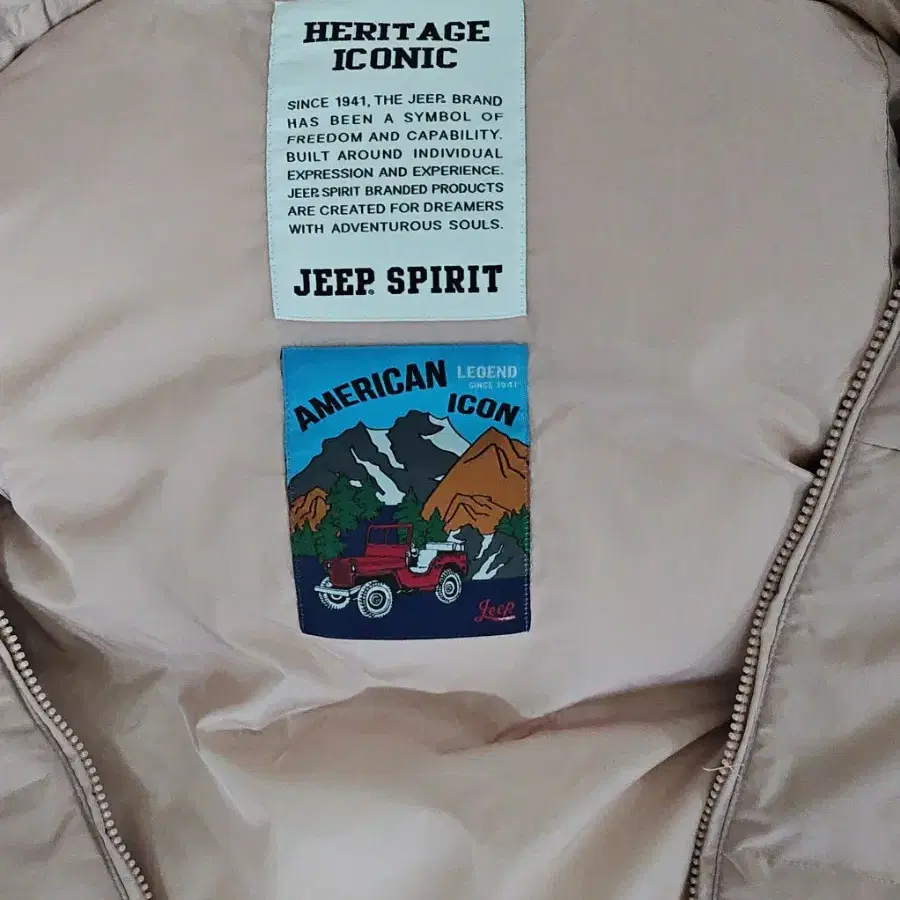 HERITAGE
ICONIC
SINCE 1941, THE JEEP® BRAND
HAS BEEN A SYMBOL OF
FREEDOM AND CAPABILITY.
BUILT AROUND INDIVIDUAL
EXPRESSION AND EXPERIENCE.
JEEP® SPIRIT BRANDED PRODUCTS
ARE CREATED FOR DREAMERS
WITH ADVENTUROUS SOULS.
JEEP® SPIRIT
AMERICAN
LEGEND
SINCE 1941
ICON
Jeep